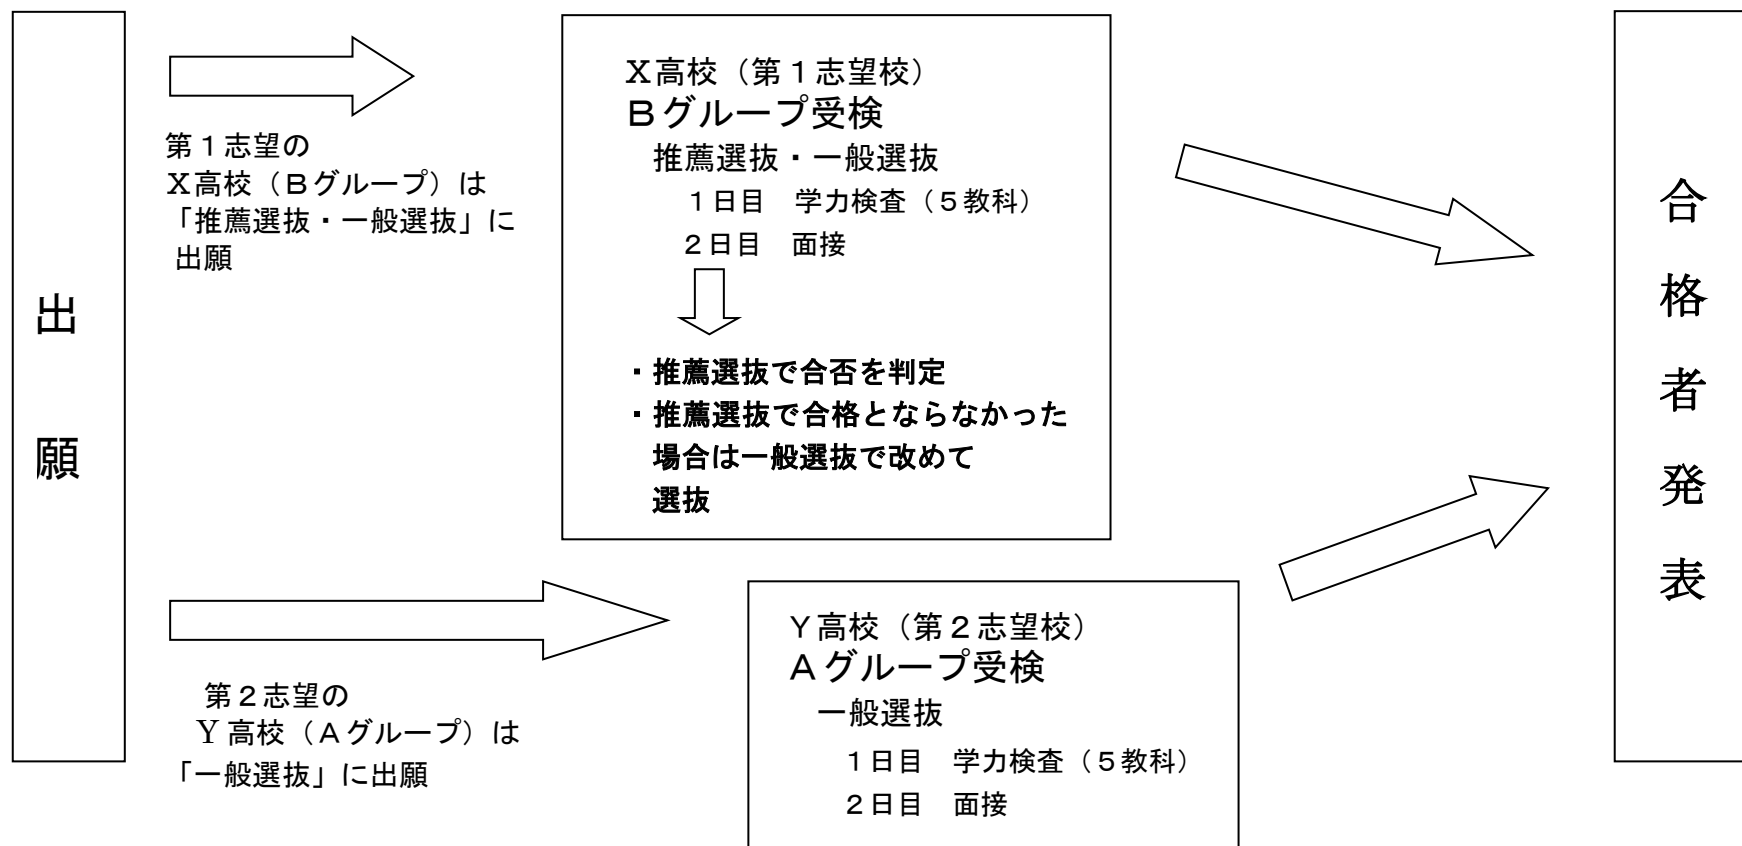 出願
第１志望の
Ⅹ高校（Ｂグループ）は
「推薦選抜・一般選抜」に
出願
Ⅹ高校（第１志望校）
Ｂグループ受検
推薦選抜・一般選抜
１日目　学力検査（５教科）
２日目　面接
・推薦選抜で合否を判定
・推薦選抜で合格とならなかった
場合は一般選抜で改めて
選抜
第２志望の
Ｙ高校（Ａグループ）は
「一般選抜」に出願
Ｙ高校（第２志望校）
Ａグループ受検
一般選抜
１日目　学力検査（５教科）
２日目　面接
合格者発表